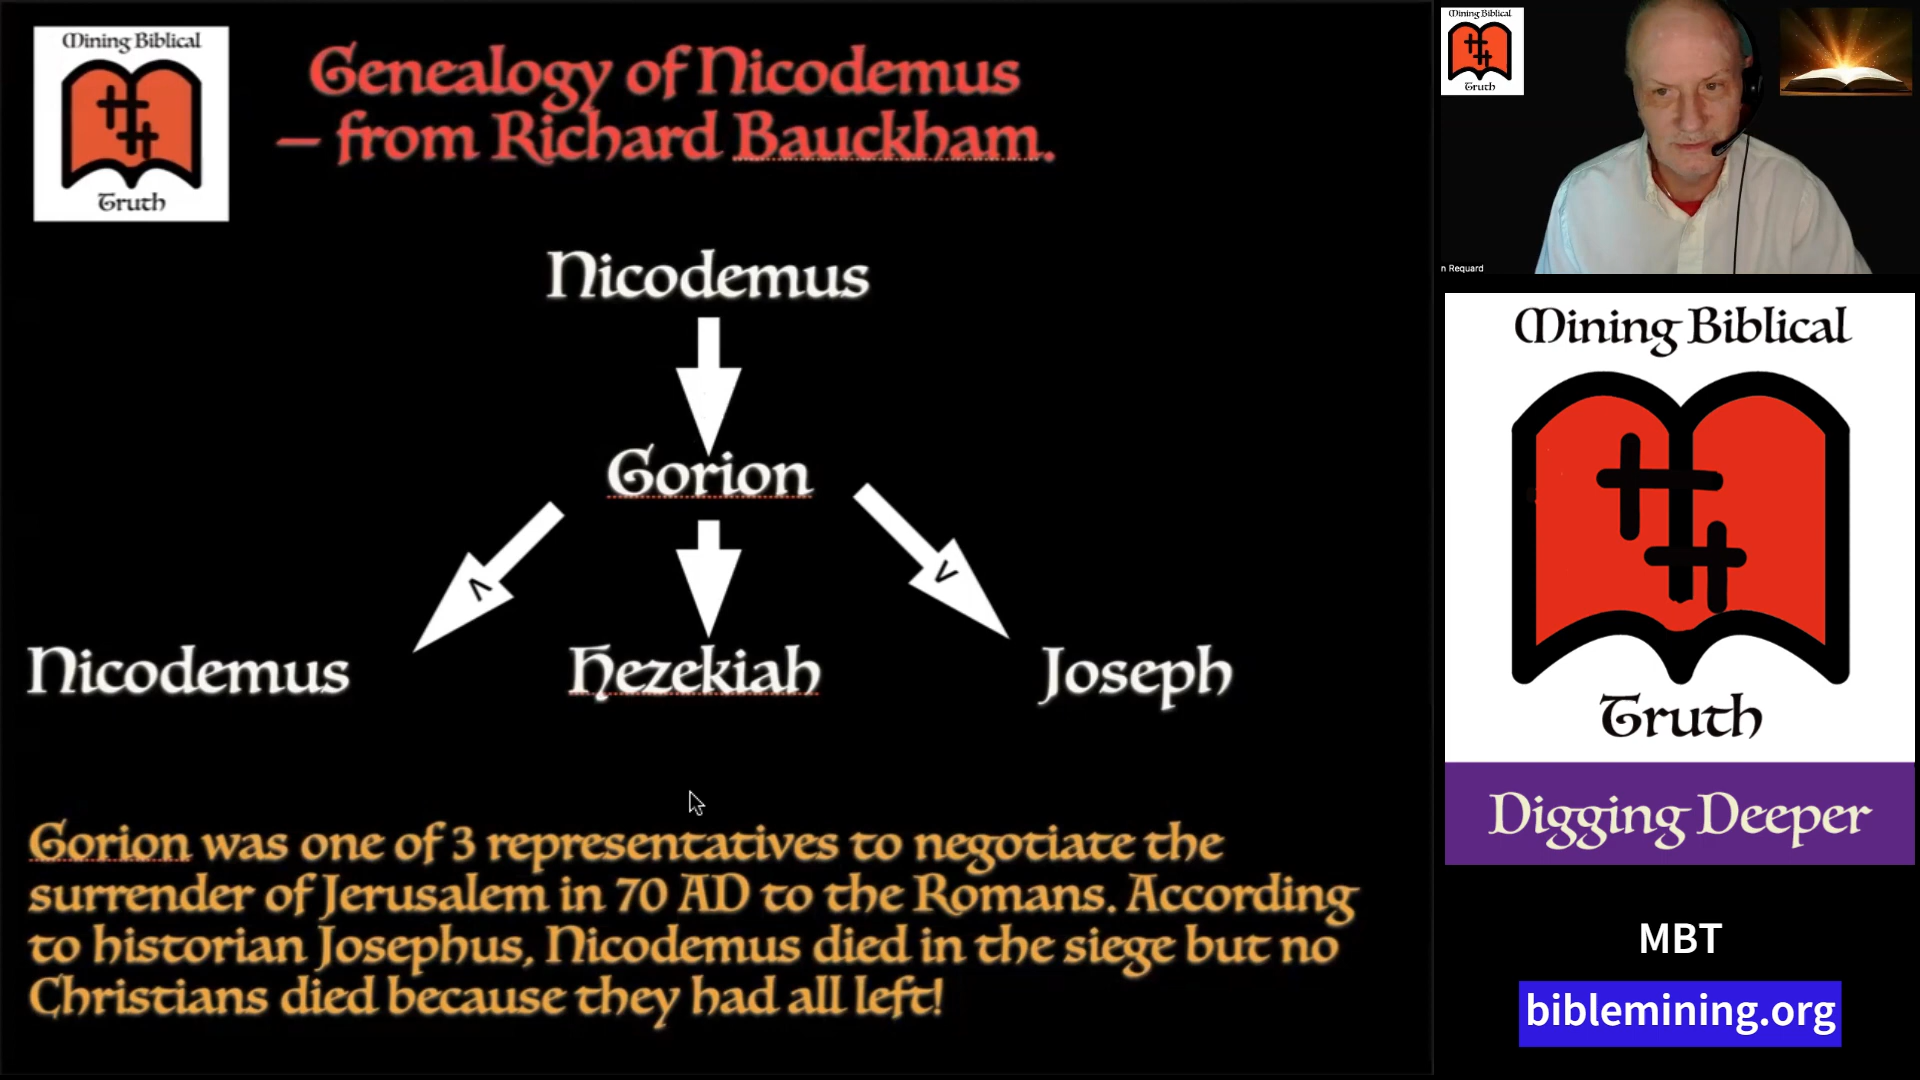 Mining Biblical
Truth
Genealogy of Nicodemus
– from Richard Bauckham.
Nicodemus
Gorion
Nicodemus
Hezekiah
Joseph
Gorion was one of 3 representatives to negotiate the
surrender of Jerusalem in 70 AD to the Romans. According
to historian Josephus, Nicodemus died in the siege but no
Christians died because they had all left!
Mining Biblical
Truth
n Requard
Mining Biblical
Truth
Digging Deeper
MBT
biblemining.org